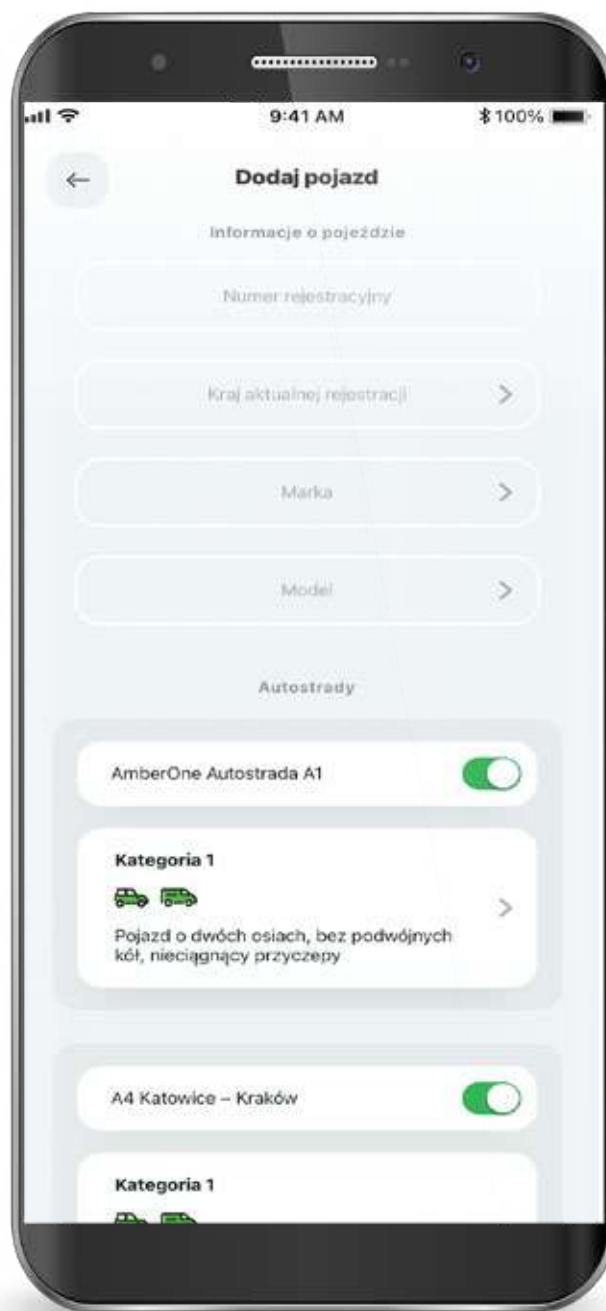 9:41 AM
100%
Dodaj pojazd
Informacje o pojeździe
Numer rejestracyjny
Kraj aktualnej rejestracji
Marka
Model
Autostrady
AmberOne Autostrada A1
Kategoria 1
Pojazd o dwóch osiach, bez podwójnych
kół, nieciągnący przyczepy
A4 Katowice – Kraków
Kategoria 1